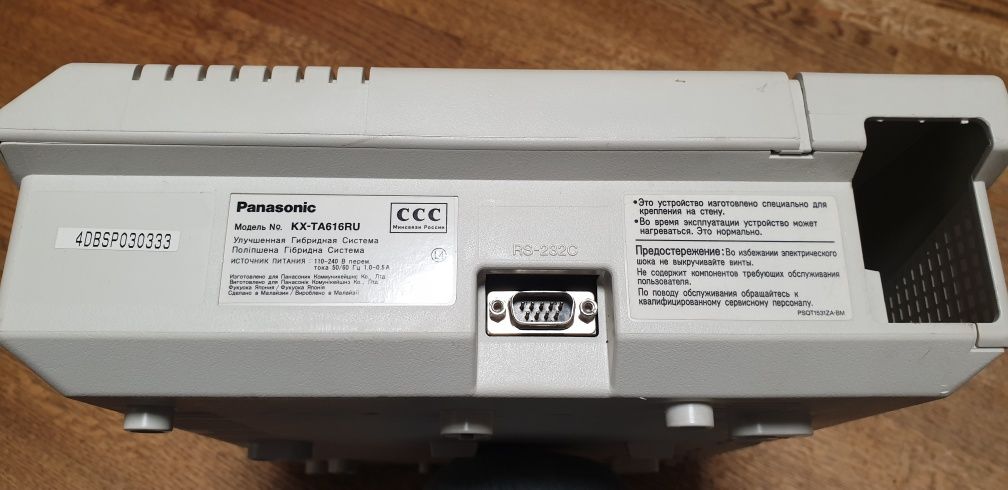 4DBSP030333
Panasonic
Модель No. KX-TA616RU
Улучшенная Гибридная Система
Поліпшена Гібридна Система
ИСТОЧНИК ПИТАНИЯ : 110-240 В перем.
тока 50/60 Гц 1.0-0.5A
Изготовлено для Панасоник Комуникейшнс Ко., Лтд.
Виготовлено для Панасонік Комунікейшнз Ко., Лтд.
Фукуока Япония / Фукуока Японія
Сделано в Малайзии / Вироблено в Малайзії
CCC
Минсвязи России
RS-232C
•Это устройство изготовлено специально для
крепления на стену.
•Во время эксплуатации устройство может
нагреваться. Это нормально.
Предостережение: Во избежании электрического
шока не выкручивайте винты.
Не содержит компонентов требующих обслуживания
пользователя.
По поводу обслуживания обращайтесь к
квалифицированному сервисному персоналу.
PSQT1531ZA-BM